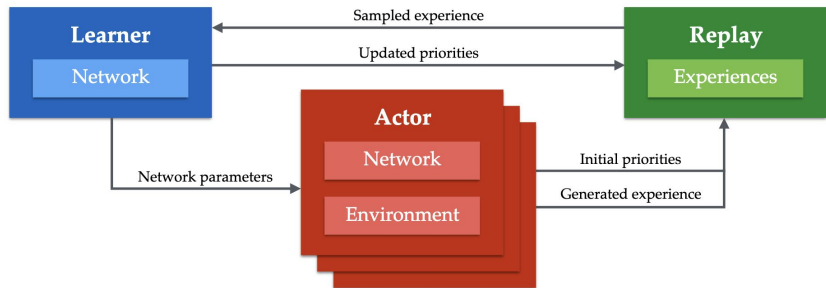 Sampled experience
Learner
Replay
Updated priorities
Network
Experiences
Actor
Network
Initial priorities
Network parameters
Generated experience
Environment